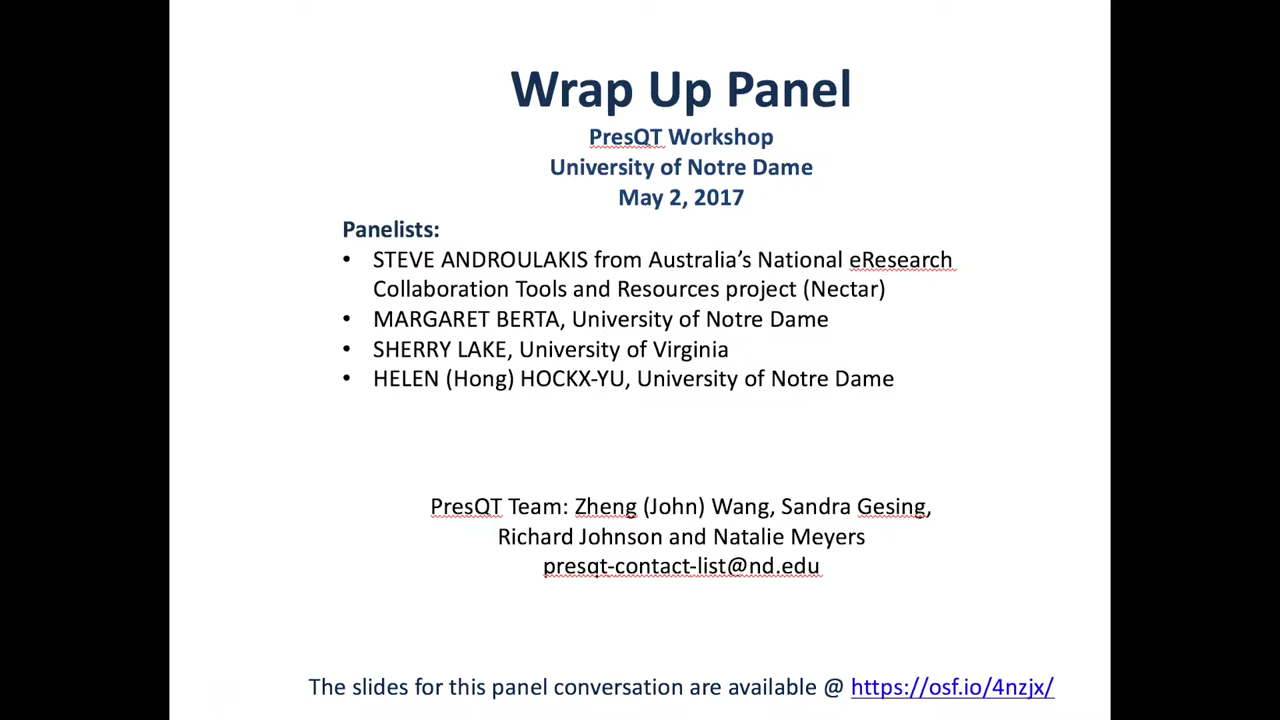 Wrap Up Panel
PresQT Workshop
University of Notre Dame
May 2, 2017
Panelists:
• STEVE ANDROULAKIS from Australia’s National eResearch
Collaboration Tools and Resources project (Nectar)
• MARGARET BERTA, University of Notre Dame
• SHERRY LAKE, University of Virginia
• HELEN (Hong) HOCKX-YU, University of Notre Dame
PresQT Team: Zheng (John) Wang, Sandra Gesing,
Richard Johnson and Natalie Meyers
presqt-contact-list@nd.edu
The slides for this panel conversation are available @ https://osf.io/4nzjx/